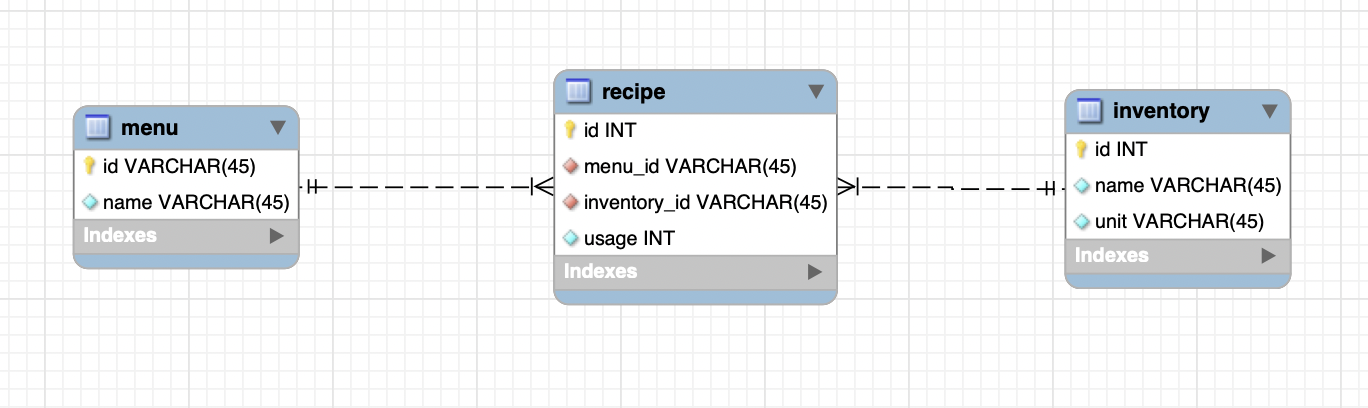 menu
id VARCHAR(45)
name VARCHAR(45)
Indexes
recipe
id INT
menu_id VARCHAR(45)
inventory_id VARCHAR(45)
usage INT
Indexes
inventory
id INT
name VARCHAR(45)
unit VARCHAR(45)
Indexes